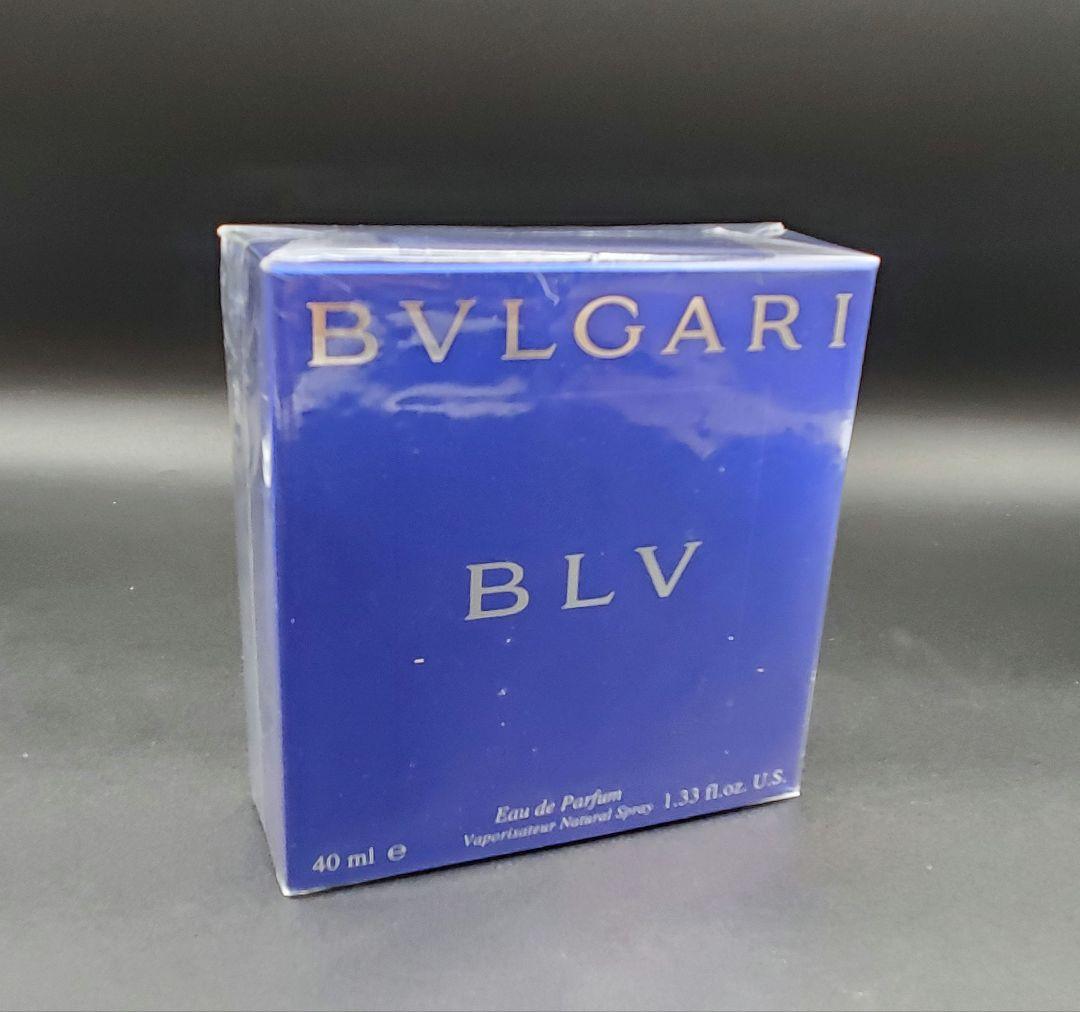 BVLGARI
BLV
Eau de Parfum
Vaporisateur Natural Spray
40 ml e 1.33 fl.oz. U.S.